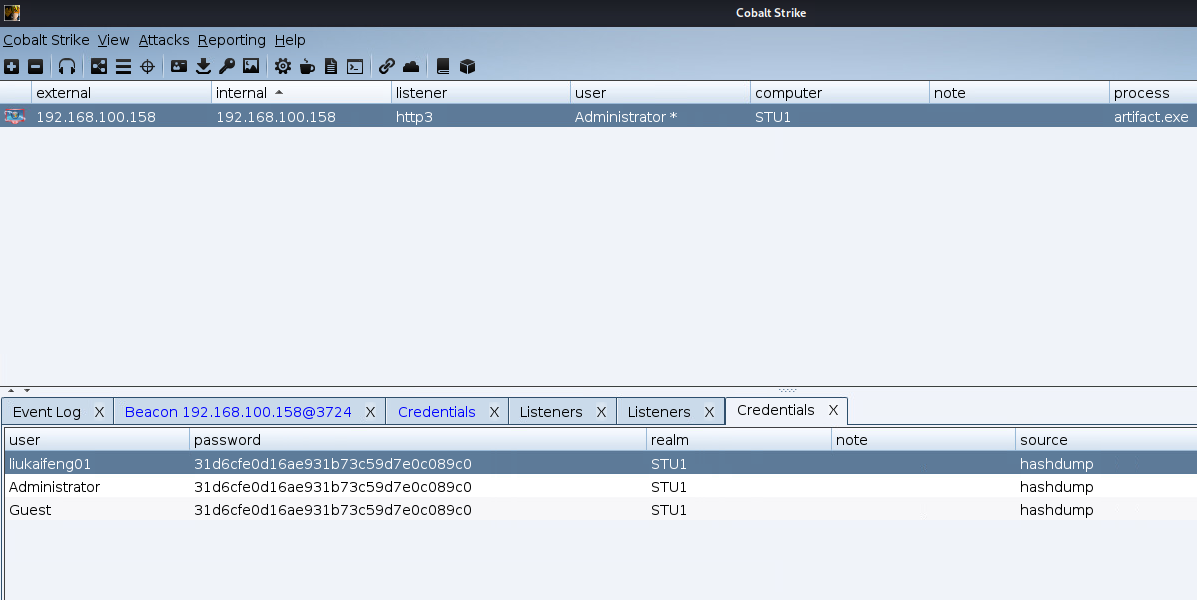 Cobalt Strike
Cobalt Strike View Attacks Reporting Help
external internal listener user computer note process
192.168.100.158 192.168.100.158 http3 Administrator * STU1 artifact.exe
Event Log X Beacon 192.168.100.158@3724 X Credentials X Listeners X Listeners X Credentials X
user password realm note source
liukaifeng01 31d6cfe0d16ae931b73c59d7e0c089c0 STU1 hashdump
Administrator 31d6cfe0d16ae931b73c59d7e0c089c0 STU1 hashdump
Guest 31d6cfe0d16ae931b73c59d7e0c089c0 STU1 hashdump